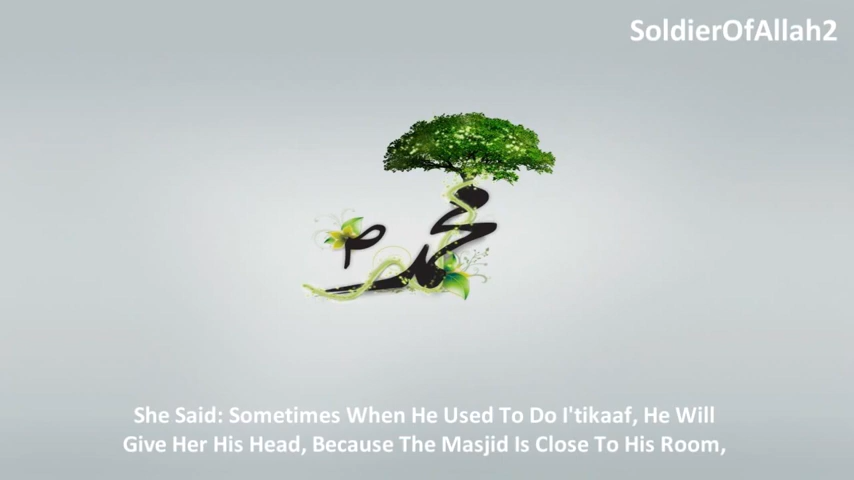 SoldierOfAllah2
محمد ص
She Said: Sometimes When He Used To Do I'tikaaf, He Will
Give Her His Head, Because The Masjid Is Close To His Room,